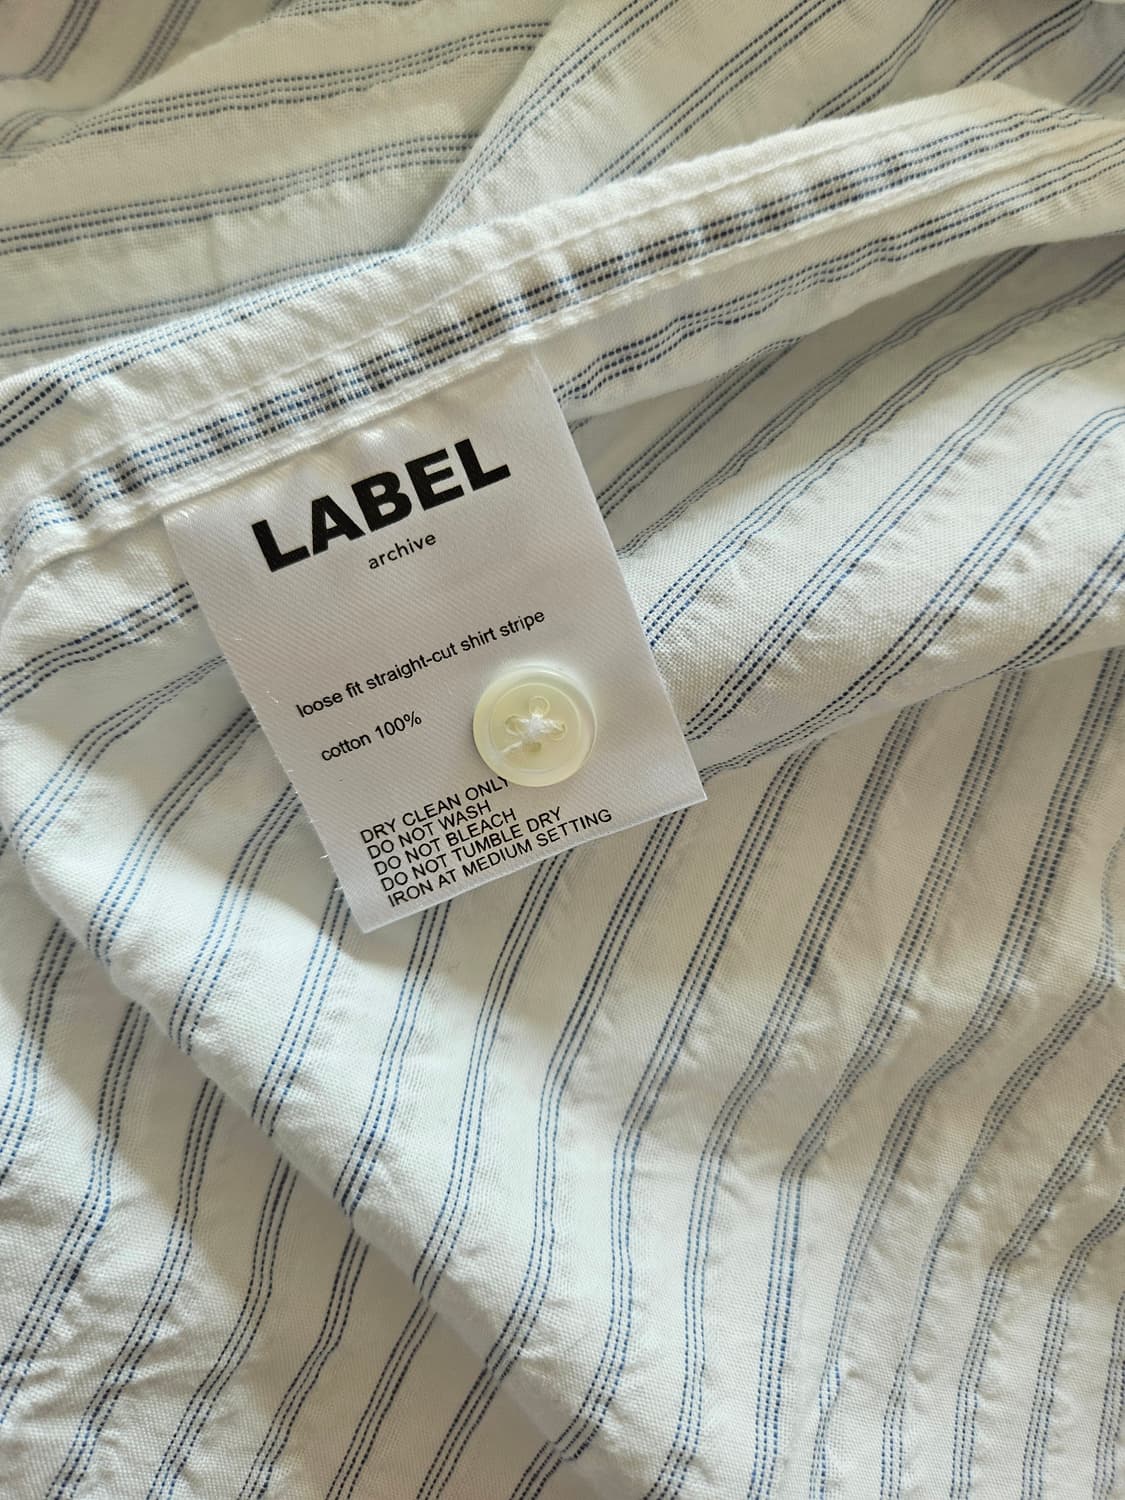 LABEL
archive
loose fit straight-cut shirt stripe
cotton 100%
DRY CLEAN ONLY
DO NOT WASH
DO NOT BLEACH
DO NOT TUMBLE DRY
IRON AT MEDIUM SETTING